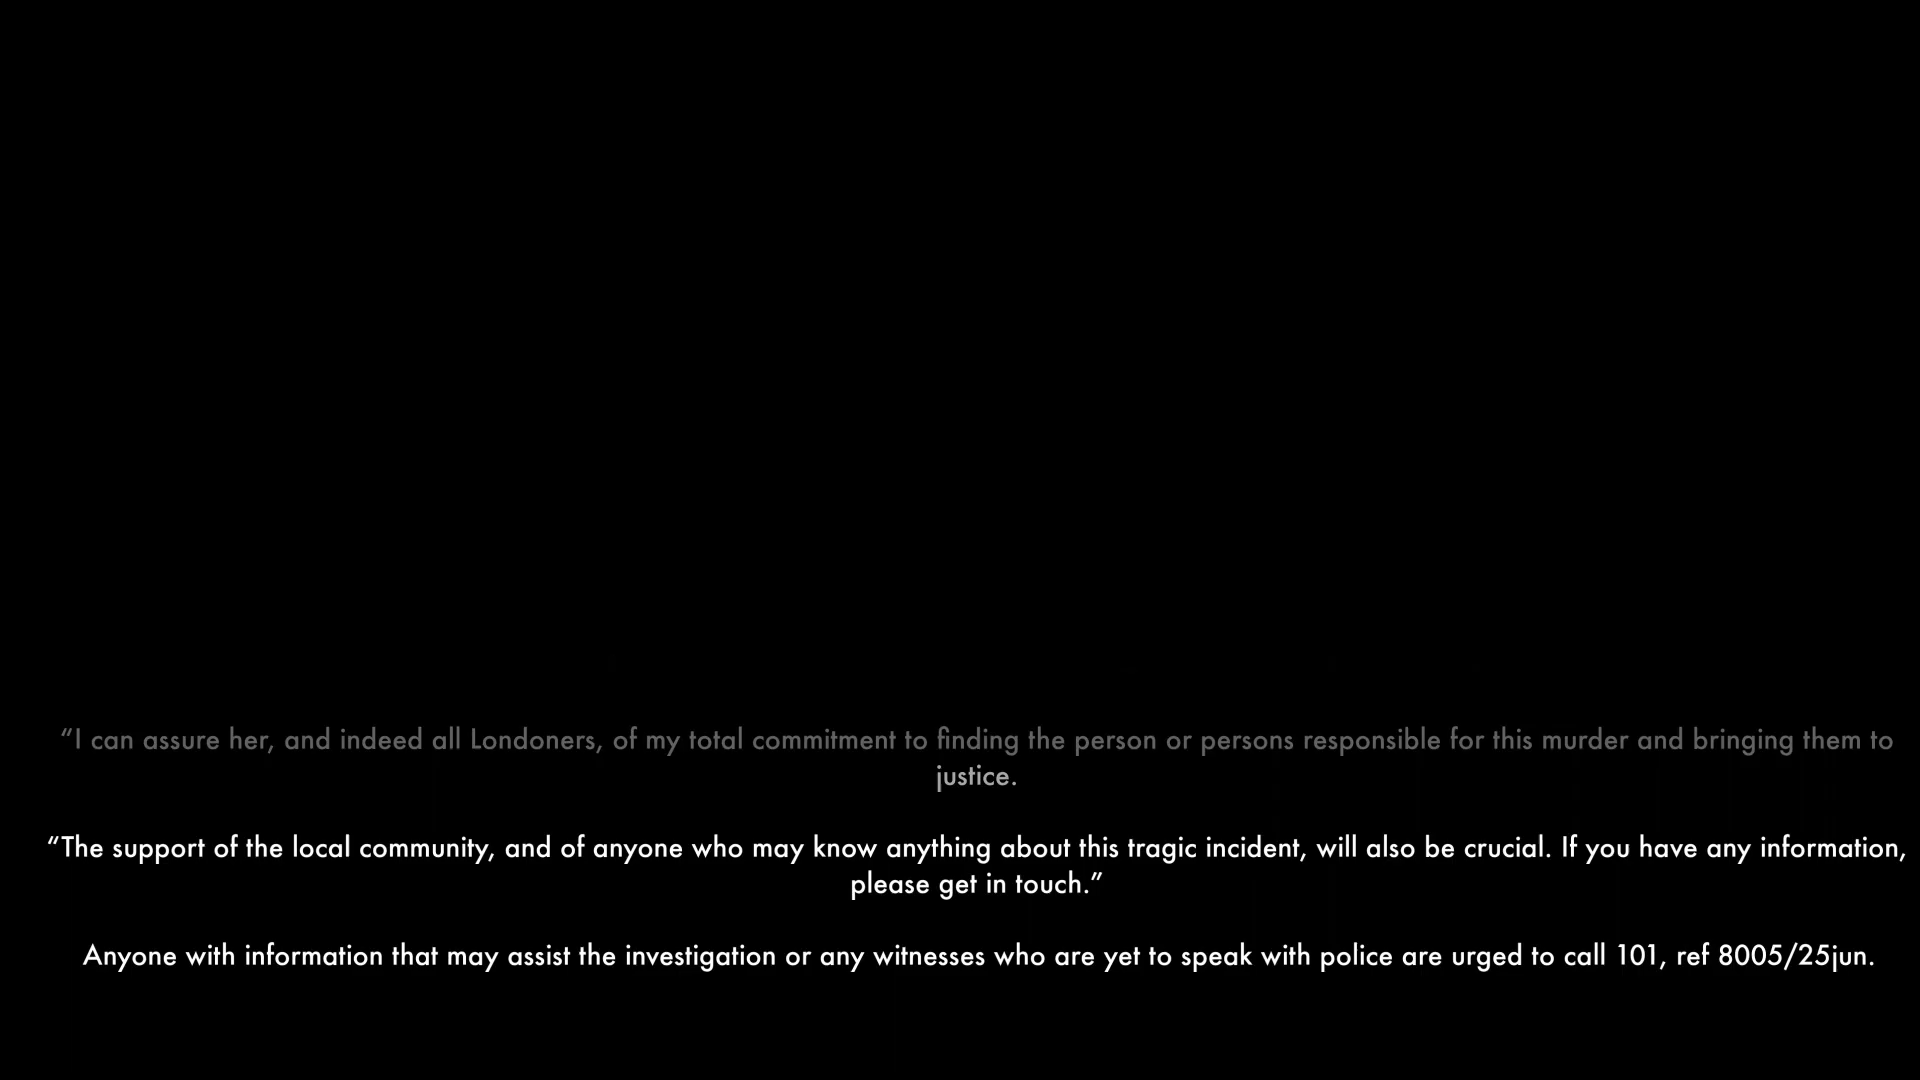 “I can assure her, and indeed all Londoners, of my total commitment to finding the person or persons responsible for this murder and bringing them to
justice.
“The support of the local community, and of anyone who may know anything about this tragic incident, will also be crucial. If you have any information,
please get in touch.”
Anyone with information that may assist the investigation or any witnesses who are yet to speak with police are urged to call 101, ref 8005/25jun.